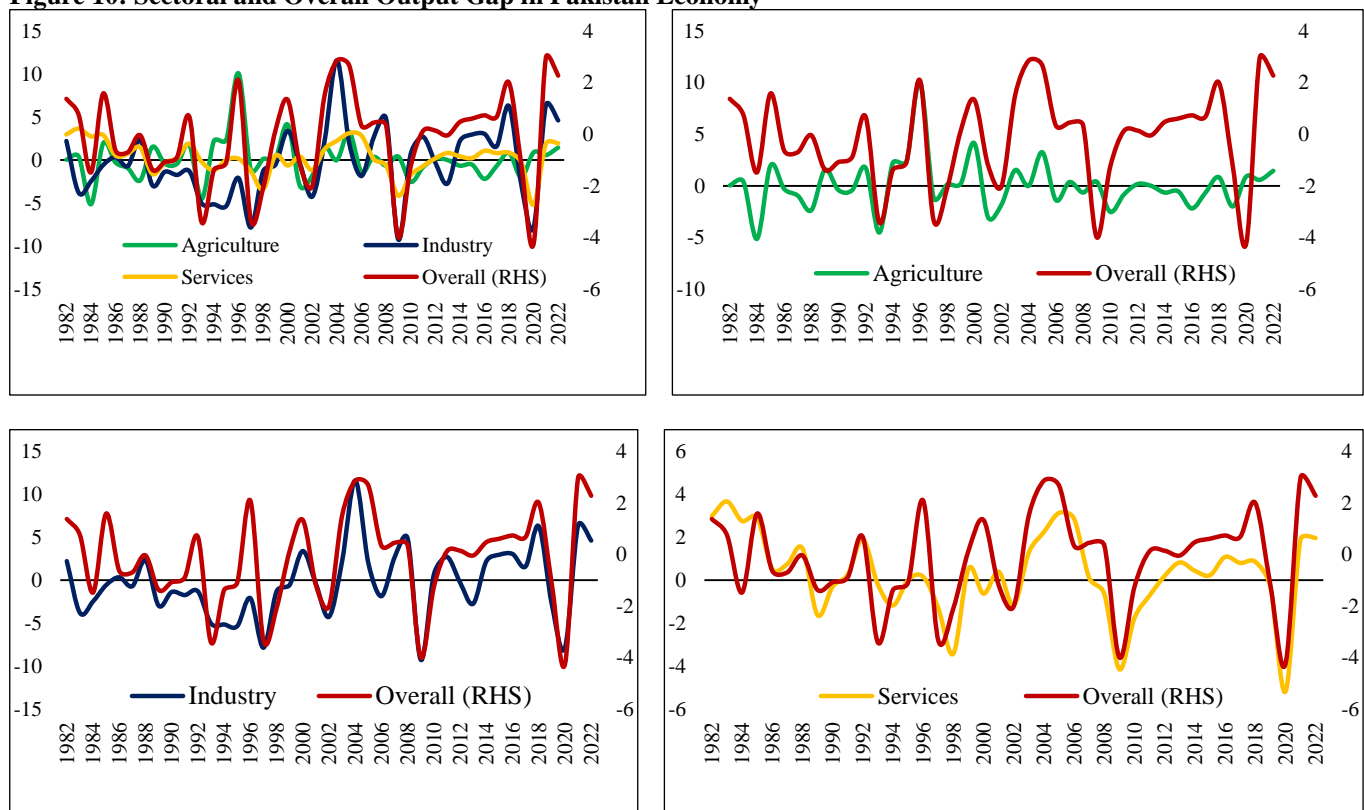 Figure 10: Sectoral and Overall Output Gap in Pakistan Economy
15 4
10 2
5 0
0 -2
-5
-10 -4
-15 -6
Agriculture Industry
Services Overall (RHS)
1982 1984 1986 1988 1990 1992 1994 1996 1998 2000 2002 2004 2006 2008 2010 2012 2014 2016 2018 2020 2022
15 4
10 2
5 0
0 -2
-5 -4
-10 -6
Agriculture Overall (RHS)
1982 1984 1986 1988 1990 1992 1994 1996 1998 2000 2002 2004 2006 2008 2010 2012 2014 2016 2018 2020 2022
15 4
10 2
5 0
0 -2
-5
-10 -4
-15 -6
Industry Overall (RHS)
1982 1984 1986 1988 1990 1992 1994 1996 1998 2000 2002 2004 2006 2008 2010 2012 2014 2016 2018 2020 2022
6 4
4 2
2 0
0 -2
-2
-4 -4
-6 -6
Services Overall (RHS)
1982 1984 1986 1988 1990 1992 1994 1996 1998 2000 2002 2004 2006 2008 2010 2012 2014 2016 2018 2020 2022